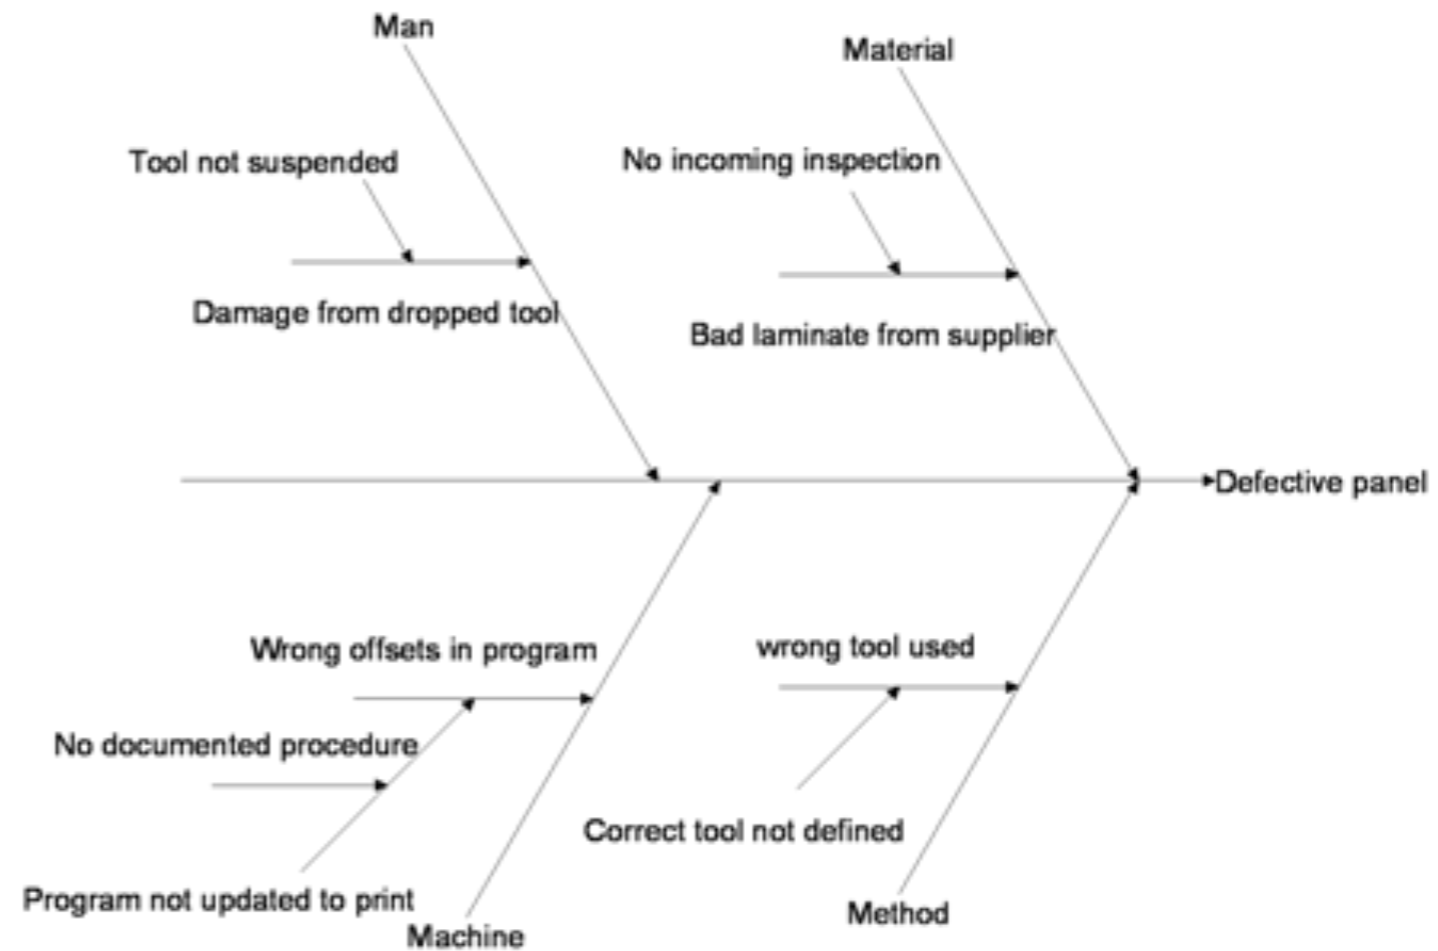 Man
Material
Tool not suspended
No incoming inspection
Damage from dropped tool
Bad laminate from supplier
Defective panel
Wrong offsets in program
wrong tool used
No documented procedure
Correct tool not defined
Program not updated to print
Method
Machine